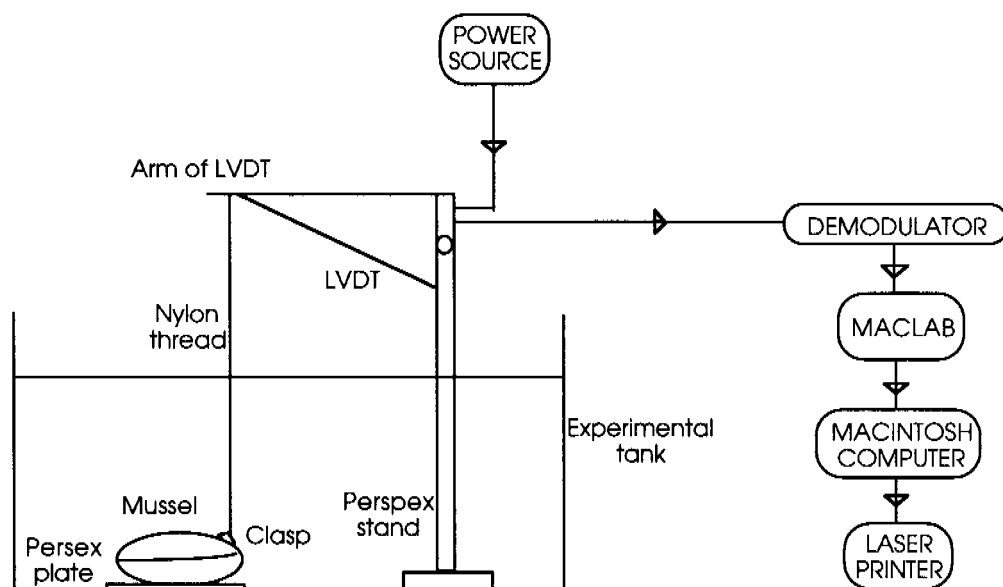 POWER
SOURCE
Arm of LVDT
DEMODULATOR
LVDT
Nylon
thread
MACLAB
Experimental
tank
MACINTOSH
COMPUTER
Mussel
Clasp
Perspex
stand
Persex
plate
LASER
PRINTER